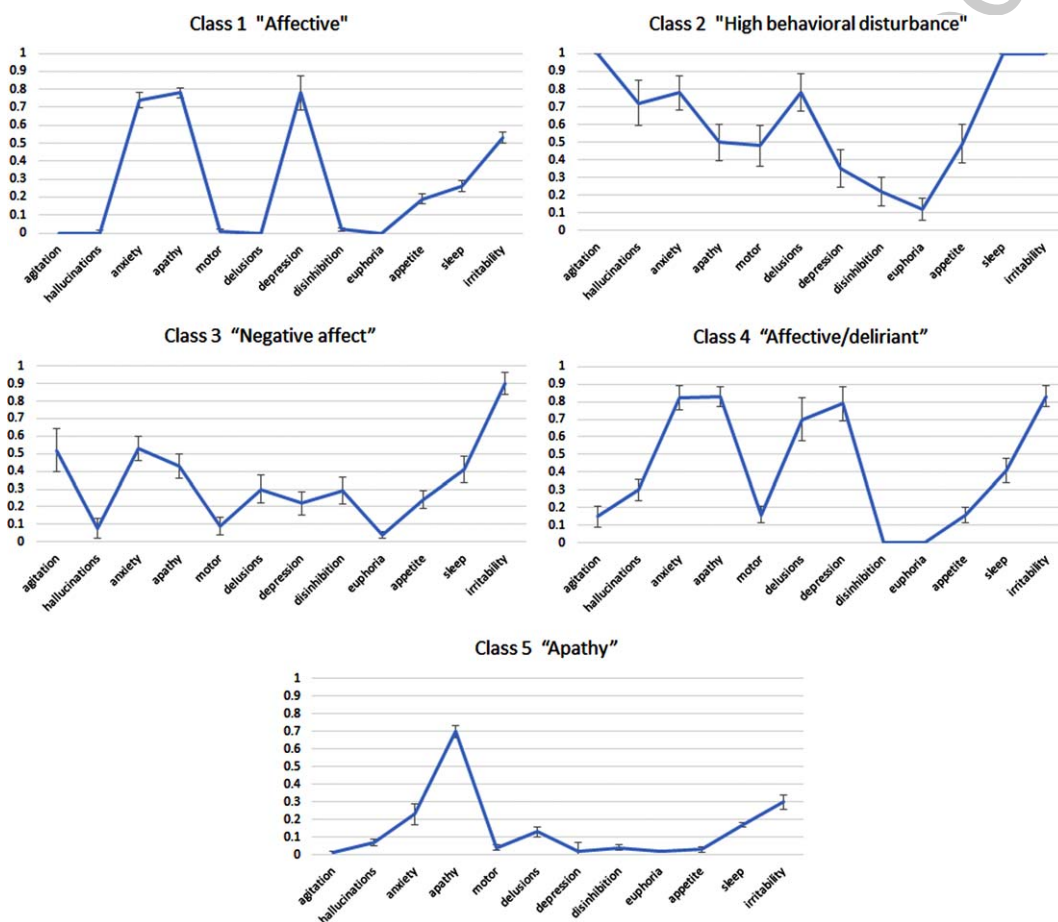 Class 1 "Affective"
1
0.9
0.8
0.7
0.6
0.5
0.4
0.3
0.2
0.1
0
agitation
hallucinations
anxiety
apathy
motor
delusions
depression
disinhibition
euphoria
appetite
sleep
irritability
Class 2 "High behavioral disturbance"
1
0.9
0.8
0.7
0.6
0.5
0.4
0.3
0.2
0.1
0
agitation
hallucinations
anxiety
apathy
motor
delusions
depression
disinhibition
euphoria
appetite
sleep
irritability
Class 3 “Negative affect”
1
0.9
0.8
0.7
0.6
0.5
0.4
0.3
0.2
0.1
0
agitation
hallucinations
anxiety
apathy
motor
delusions
depression
disinhibition
euphoria
appetite
sleep
irritability
Class 4 “Affective/deliriant”
1
0.9
0.8
0.7
0.6
0.5
0.4
0.3
0.2
0.1
0
agitation
hallucinations
anxiety
apathy
motor
delusions
depression
disinhibition
euphoria
appetite
sleep
irritability
Class 5 “Apathy”
1
0.9
0.8
0.7
0.6
0.5
0.4
0.3
0.2
0.1
0
agitation
hallucinations
anxiety
apathy
motor
delusions
depression
disinhibition
euphoria
appetite
sleep
irritability